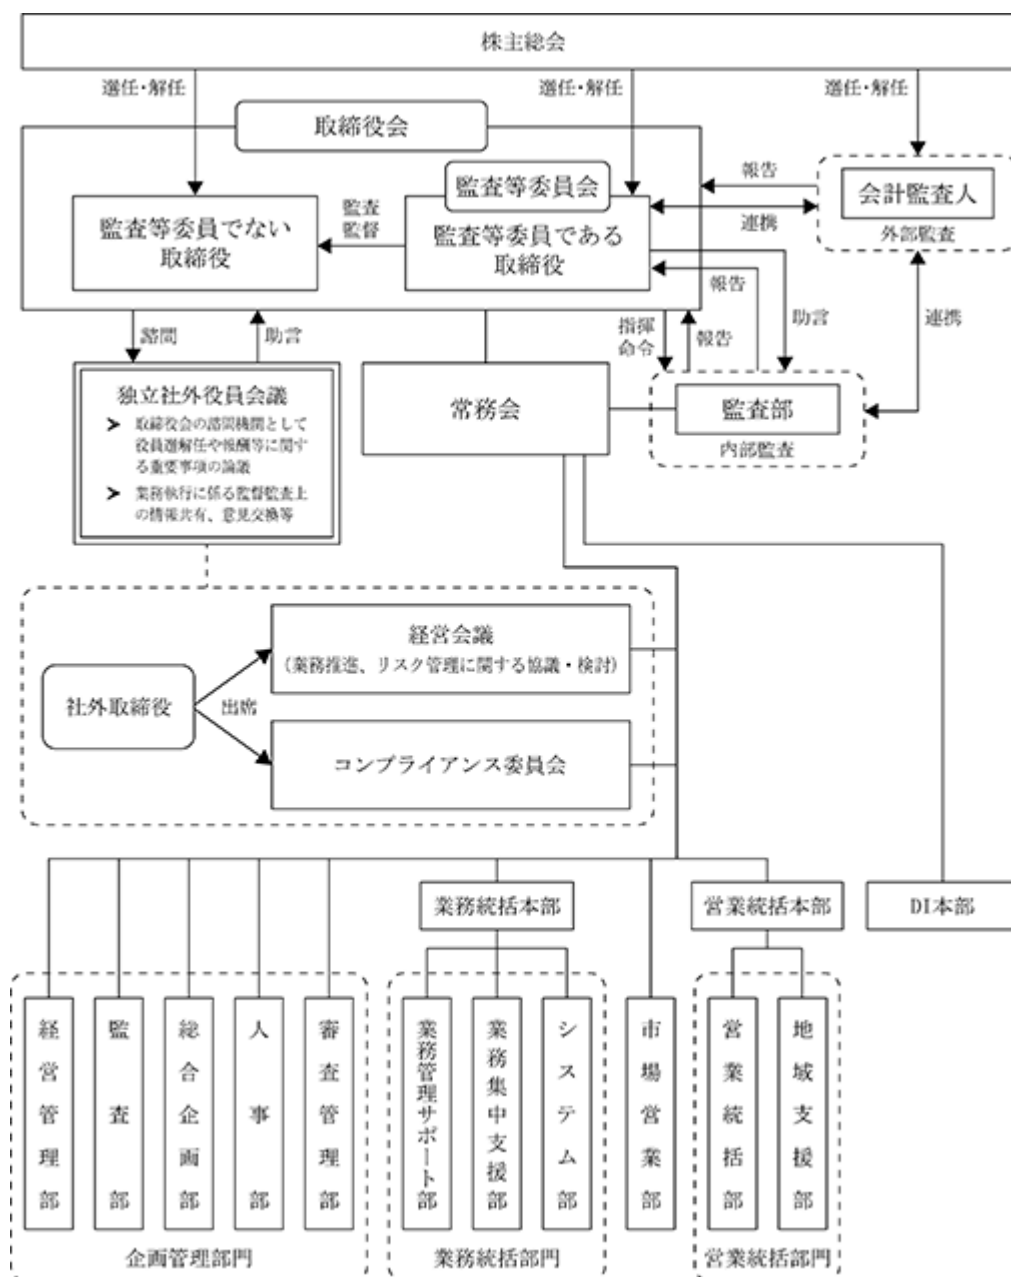 株主総会
選任・解任
選任・解任
選任・解任
取締役会
監査等委員会
監査等委員でない
取締役
監査
監督
監査等委員である
取締役
報告
連携
会計監査人
外部監査
報告
助言
連携
諮問
助言
指揮
命令
報告
独立社外役員会議
➤ 取締役会の諮問機関として
役員選解任や報酬等に関す
る重要事項の論議
➤ 業務執行に係る監督監査上
の情報共有、意見交換等
常務会
監査部
内部監査
社外取締役
出席
経営会議
(業務推進、リスク管理に関する協議・検討)
コンプライアンス委員会
業務統括本部
営業統括本部
DI本部
経営管理部
監査部
総合企画部
人事部
審査管理部
業務管理サポート部
業務集中支援部
システム部
市場営業部
営業統括部
地域支援部
企画管理部門
業務統括部門
営業統括部門